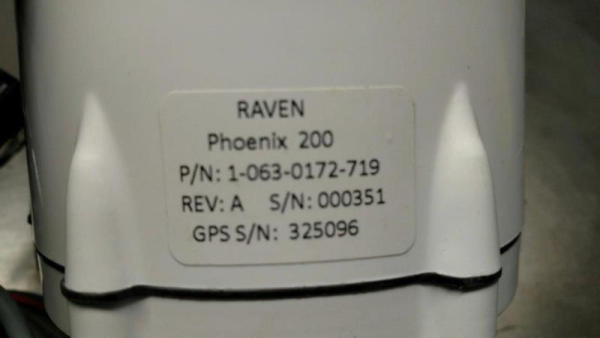 RAVEN
Phoenix 200
P/N: 1-063-0172-719
REV: A S/N: 000351
GPS S/N: 325096